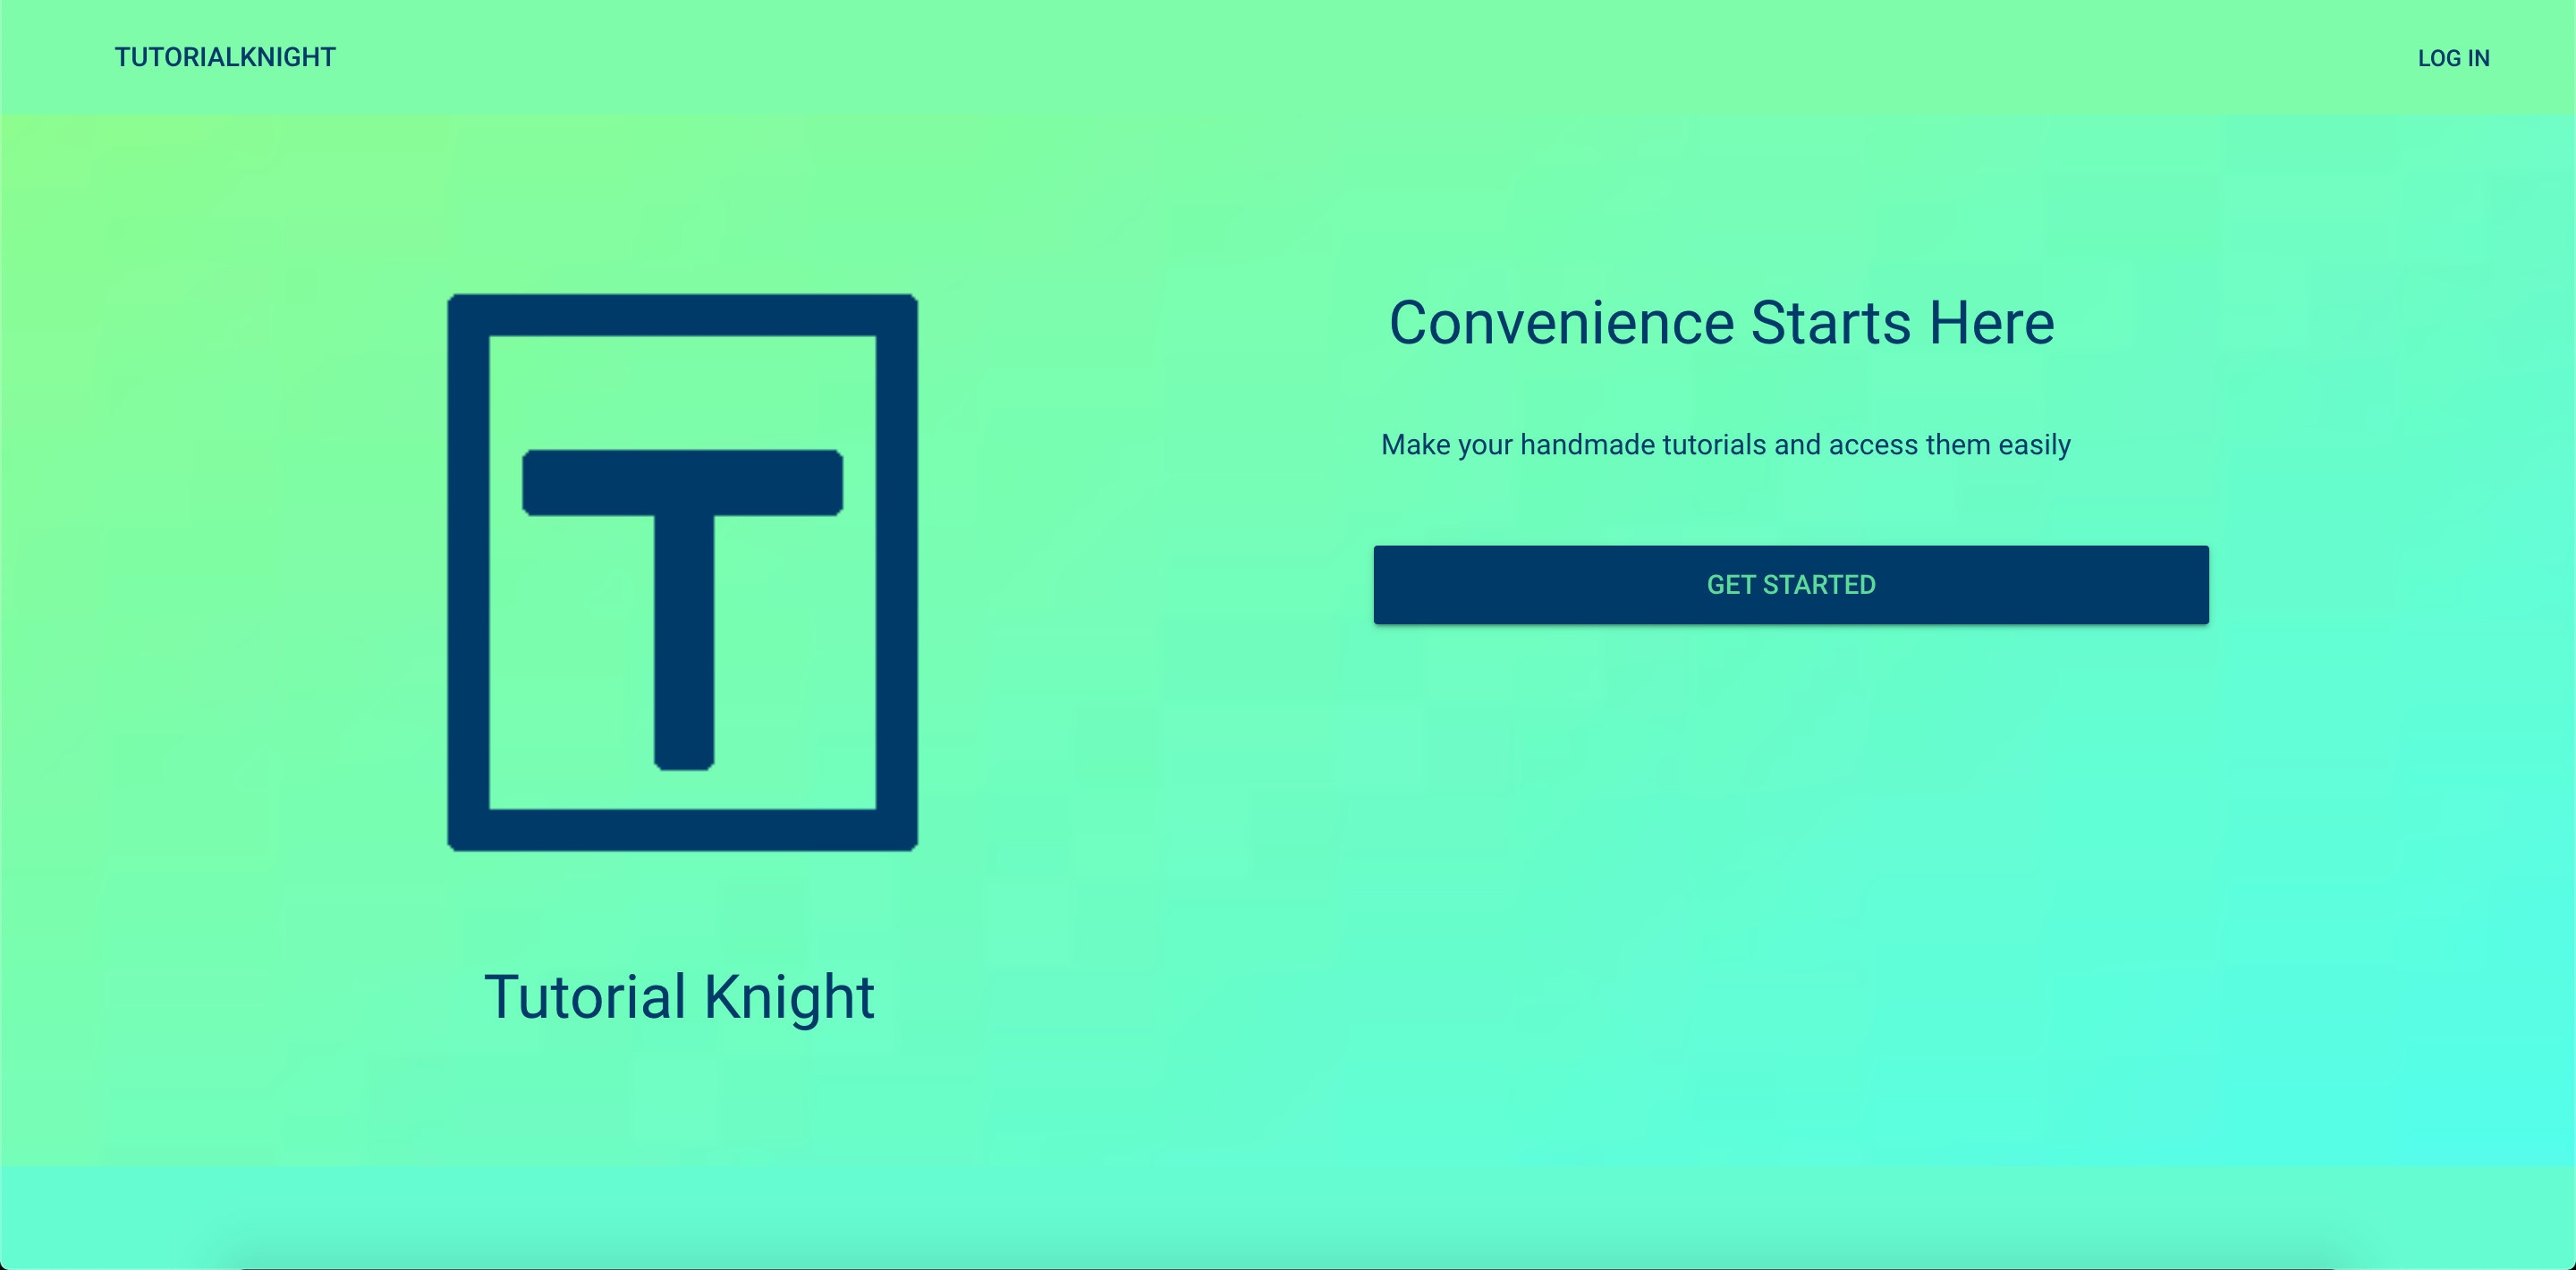 TUTORIALKNIGHT
LOG IN
T
Tutorial Knight
Convenience Starts Here
Make your handmade tutorials and access them easily
GET STARTED